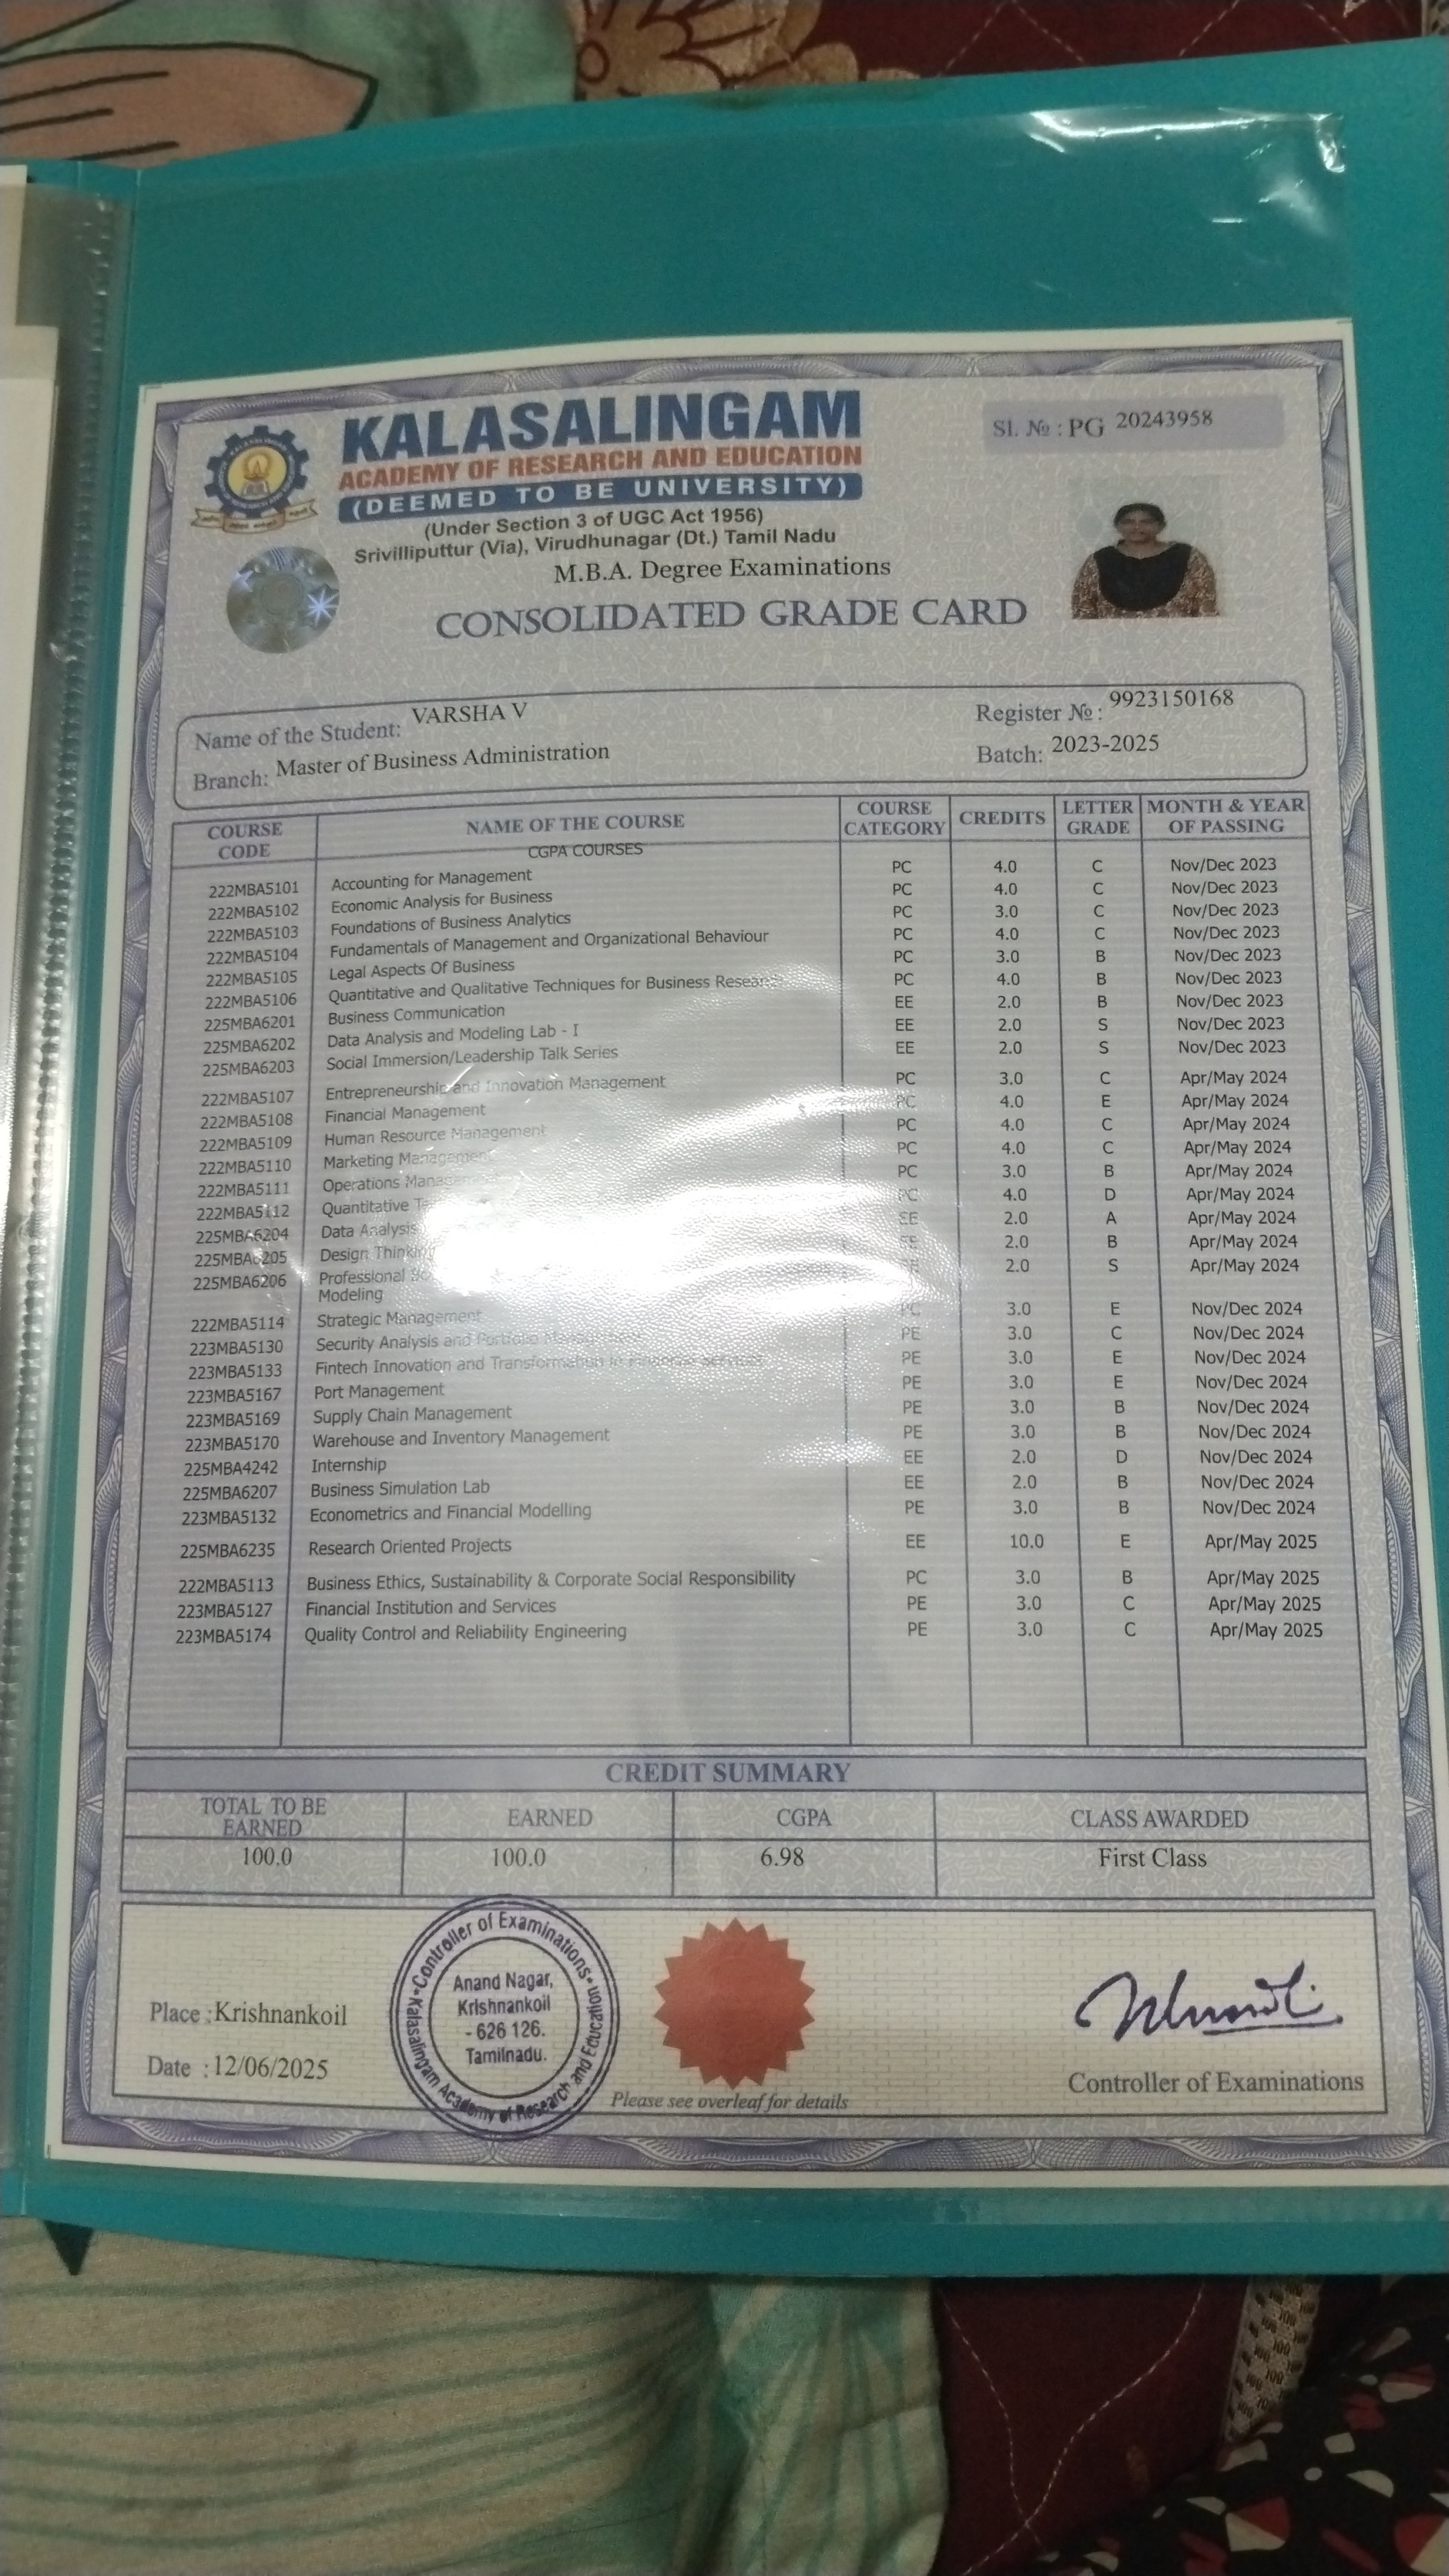 KALASALINGAM
ACADEMY OF RESEARCH AND EDUCATION
(DEEMED TO BE UNIVERSITY)
(Under Section 3 of UGC Act 1956)
Srivilliputtur (Via), Virudhunagar (Dt.) Tamil Nadu
Sl. № : PG 20243958
M.B.A. Degree Examinations
CONSOLIDATED GRADE CARD
Name of the Student: VARSHA V
Register №: 9923150168
Branch: Master of Business Administration
Batch: 2023-2025
COURSE CODE NAME OF THE COURSE COURSE CATEGORY CREDITS LETTER GRADE MONTH & YEAR OF PASSING
CGPA COURSES
222MBA5101 Accounting for Management PC 4.0 C Nov/Dec 2023
222MBA5102 Economic Analysis for Business PC 4.0 C Nov/Dec 2023
222MBA5103 Foundations of Business Analytics PC 3.0 C Nov/Dec 2023
222MBA5104 Fundamentals of Management and Organizational Behaviour PC 4.0 C Nov/Dec 2023
222MBA5105 Legal Aspects Of Business PC 3.0 B Nov/Dec 2023
222MBA5106 Quantitative and Qualitative Techniques for Business Research PC 4.0 B Nov/Dec 2023
225MBA6201 Business Communication EE 2.0 B Nov/Dec 2023
225MBA6202 Data Analysis and Modeling Lab - I EE 2.0 S Nov/Dec 2023
225MBA6203 Social Immersion/Leadership Talk Series EE 2.0 S Nov/Dec 2023
222MBA5107 Entrepreneurship and Innovation Management PC 3.0 C Apr/May 2024
222MBA5108 Financial Management PC 4.0 E Apr/May 2024
222MBA5109 Human Resource Management PC 4.0 C Apr/May 2024
222MBA5110 Marketing Management PC 4.0 C Apr/May 2024
222MBA5111 Operations Management PC 3.0 B Apr/May 2024
222MBA5112 Quantitative PC 4.0 D Apr/May 2024
225MBA6204 Data Analysis EE 2.0 A Apr/May 2024
225MBA6205 Design Thinking EE 2.0 B Apr/May 2024
225MBA6206 Professional EE 2.0 S Apr/May 2024
Modeling
222MBA5114 Strategic Management PC 3.0 E Nov/Dec 2024
223MBA5130 Security Analysis and Portfolio PE 3.0 C Nov/Dec 2024
223MBA5133 Fintech Innovation and Transformation in Financial Services PE 3.0 E Nov/Dec 2024
223MBA5167 Port Management PE 3.0 E Nov/Dec 2024
223MBA5169 Supply Chain Management PE 3.0 B Nov/Dec 2024
223MBA5170 Warehouse and Inventory Management PE 3.0 B Nov/Dec 2024
225MBA4242 Internship EE 2.0 D Nov/Dec 2024
225MBA6207 Business Simulation Lab EE 2.0 B Nov/Dec 2024
223MBA5132 Econometrics and Financial Modelling PE 3.0 B Nov/Dec 2024
225MBA6235 Research Oriented Projects EE 10.0 E Apr/May 2025
222MBA5113 Business Ethics, Sustainability & Corporate Social Responsibility PC 3.0 B Apr/May 2025
223MBA5127 Financial Institution and Services PE 3.0 C Apr/May 2025
223MBA5174 Quality Control and Reliability Engineering PE 3.0 C Apr/May 2025
CREDIT SUMMARY
TOTAL TO BE EARNED EARNED CGPA CLASS AWARDED
100.0 100.0 6.98 First Class
Place : Krishnankoil
Date : 12/06/2025
Controller of Examinations
Kalasalingam Academy of Research and Education
Anand Nagar,
Krishnankoil
- 626 126.
Tamilnadu.
Please see overleaf for details
Controller of Examinations